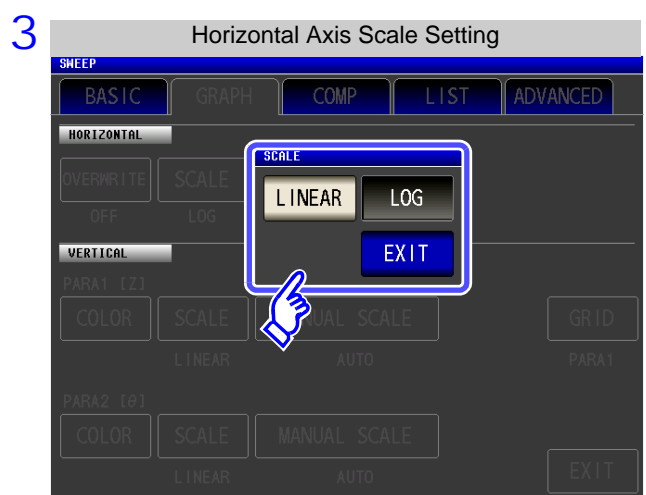 3 Horizontal Axis Scale Setting
SWEEP
BASIC GRAPH COMP LIST ADVANCED
HORIZONTAL
SCALE
OVERWRITE SCALE LINEAR LOG
OFF LOG
EXIT
VERTICAL
PARA1 [Z]
COLOR SCALE UAL SCALE GRID
LINEAR AUTO PARA1
PARA2 [θ]
COLOR SCALE MANUAL SCALE
LINEAR AUTO EXIT